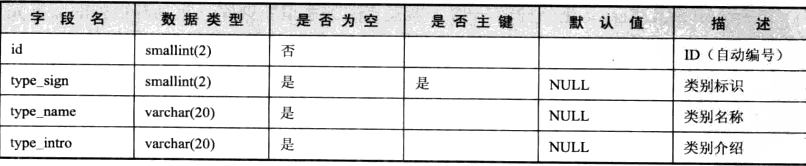 字段名 数据类型 是否为空 是否主键 默认值 描述
id smallint(2) 否 ID（自动编号）
type_sign smallint(2) 是 是 NULL 类别标识
type_name varchar(20) 是 NULL 类别名称
type_intro varchar(20) 是 NULL 类别介绍